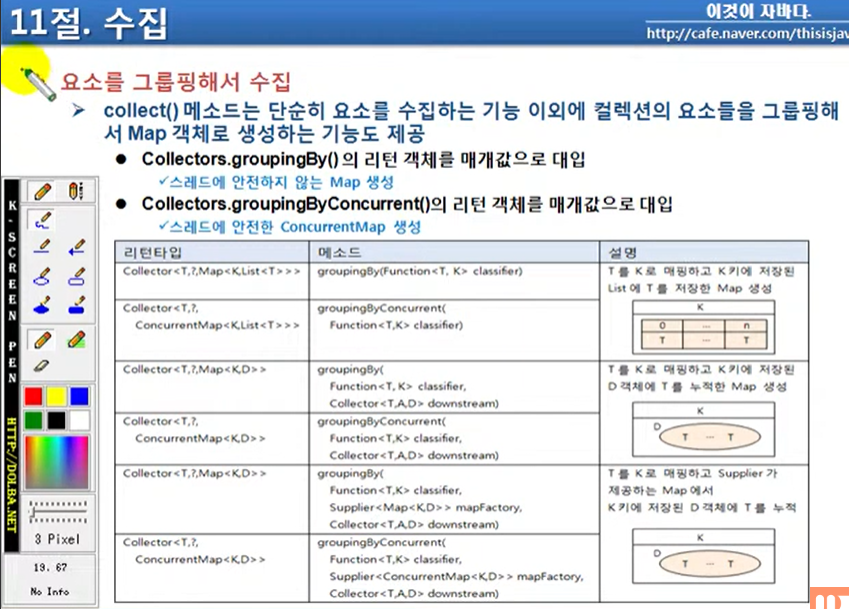 11절. 수집
이것이 자바다.
http://cafe.naver.com/thisisjav
요소를 그룹핑해서 수집
➢ collect() 메소드는 단순히 요소를 수집하는 기능 이외에 컬렉션의 요소들을 그룹핑해
서 Map 객체로 생성하는 기능도 제공
● Collectors.groupingBy() 의 리턴 객체를 매개값으로 대입
✓스레드에 안전하지 않는 Map 생성
● Collectors.groupingByConcurrent()의 리턴 객체를 매개값으로 대입
✓스레드에 안전한 ConcurrentMap 생성
리턴타입 메소드 설명
Collector<T,?,Map<K,List<T>>> groupingBy(Function<T, K> classifier) T를 K로 매핑하고 K키에 저장된
List에 T를 저장한 Map 생성
Collector<T,?,
ConcurrentMap<K,List<T>>>
groupingByConcurrent(
Function<T,K> classifier)
K
0 ... n
T ... T
Collector<T,?,Map<K,D>>
groupingBy(
Function<T, K> classifier,
Collector<T,A,D> downstream)
T를 K로 매핑하고 K키에 저장된
D객체에 T를 누적한 Map 생성
Collector<T,?,
ConcurrentMap<K,D>>
groupingByConcurrent(
Function<T,K> classifier,
Collector<T,A,D> downstream)
K
D
T ... T
Collector<T,?,Map<K,D>>
groupingBy(
Function<T,K> classifier,
Supplier<Map<K,D>> mapFactory,
Collector<T,A,D> downstream)
T를 K로 매핑하고 Supplier가
제공하는 Map에서
K키에 저장된 D객체에 T를 누적
Collector<T,?,
ConcurrentMap<K,D>>
groupingByConcurrent(
Function<T,K> classifier,
Supplier<ConcurrentMap<K,D>> mapFactory,
Collector<T,A,D> downstream)
K
D
T ... T
K-SCREEN PEN
HTTP://DOLBA.NET
3 Pixel
19. 67
No Info